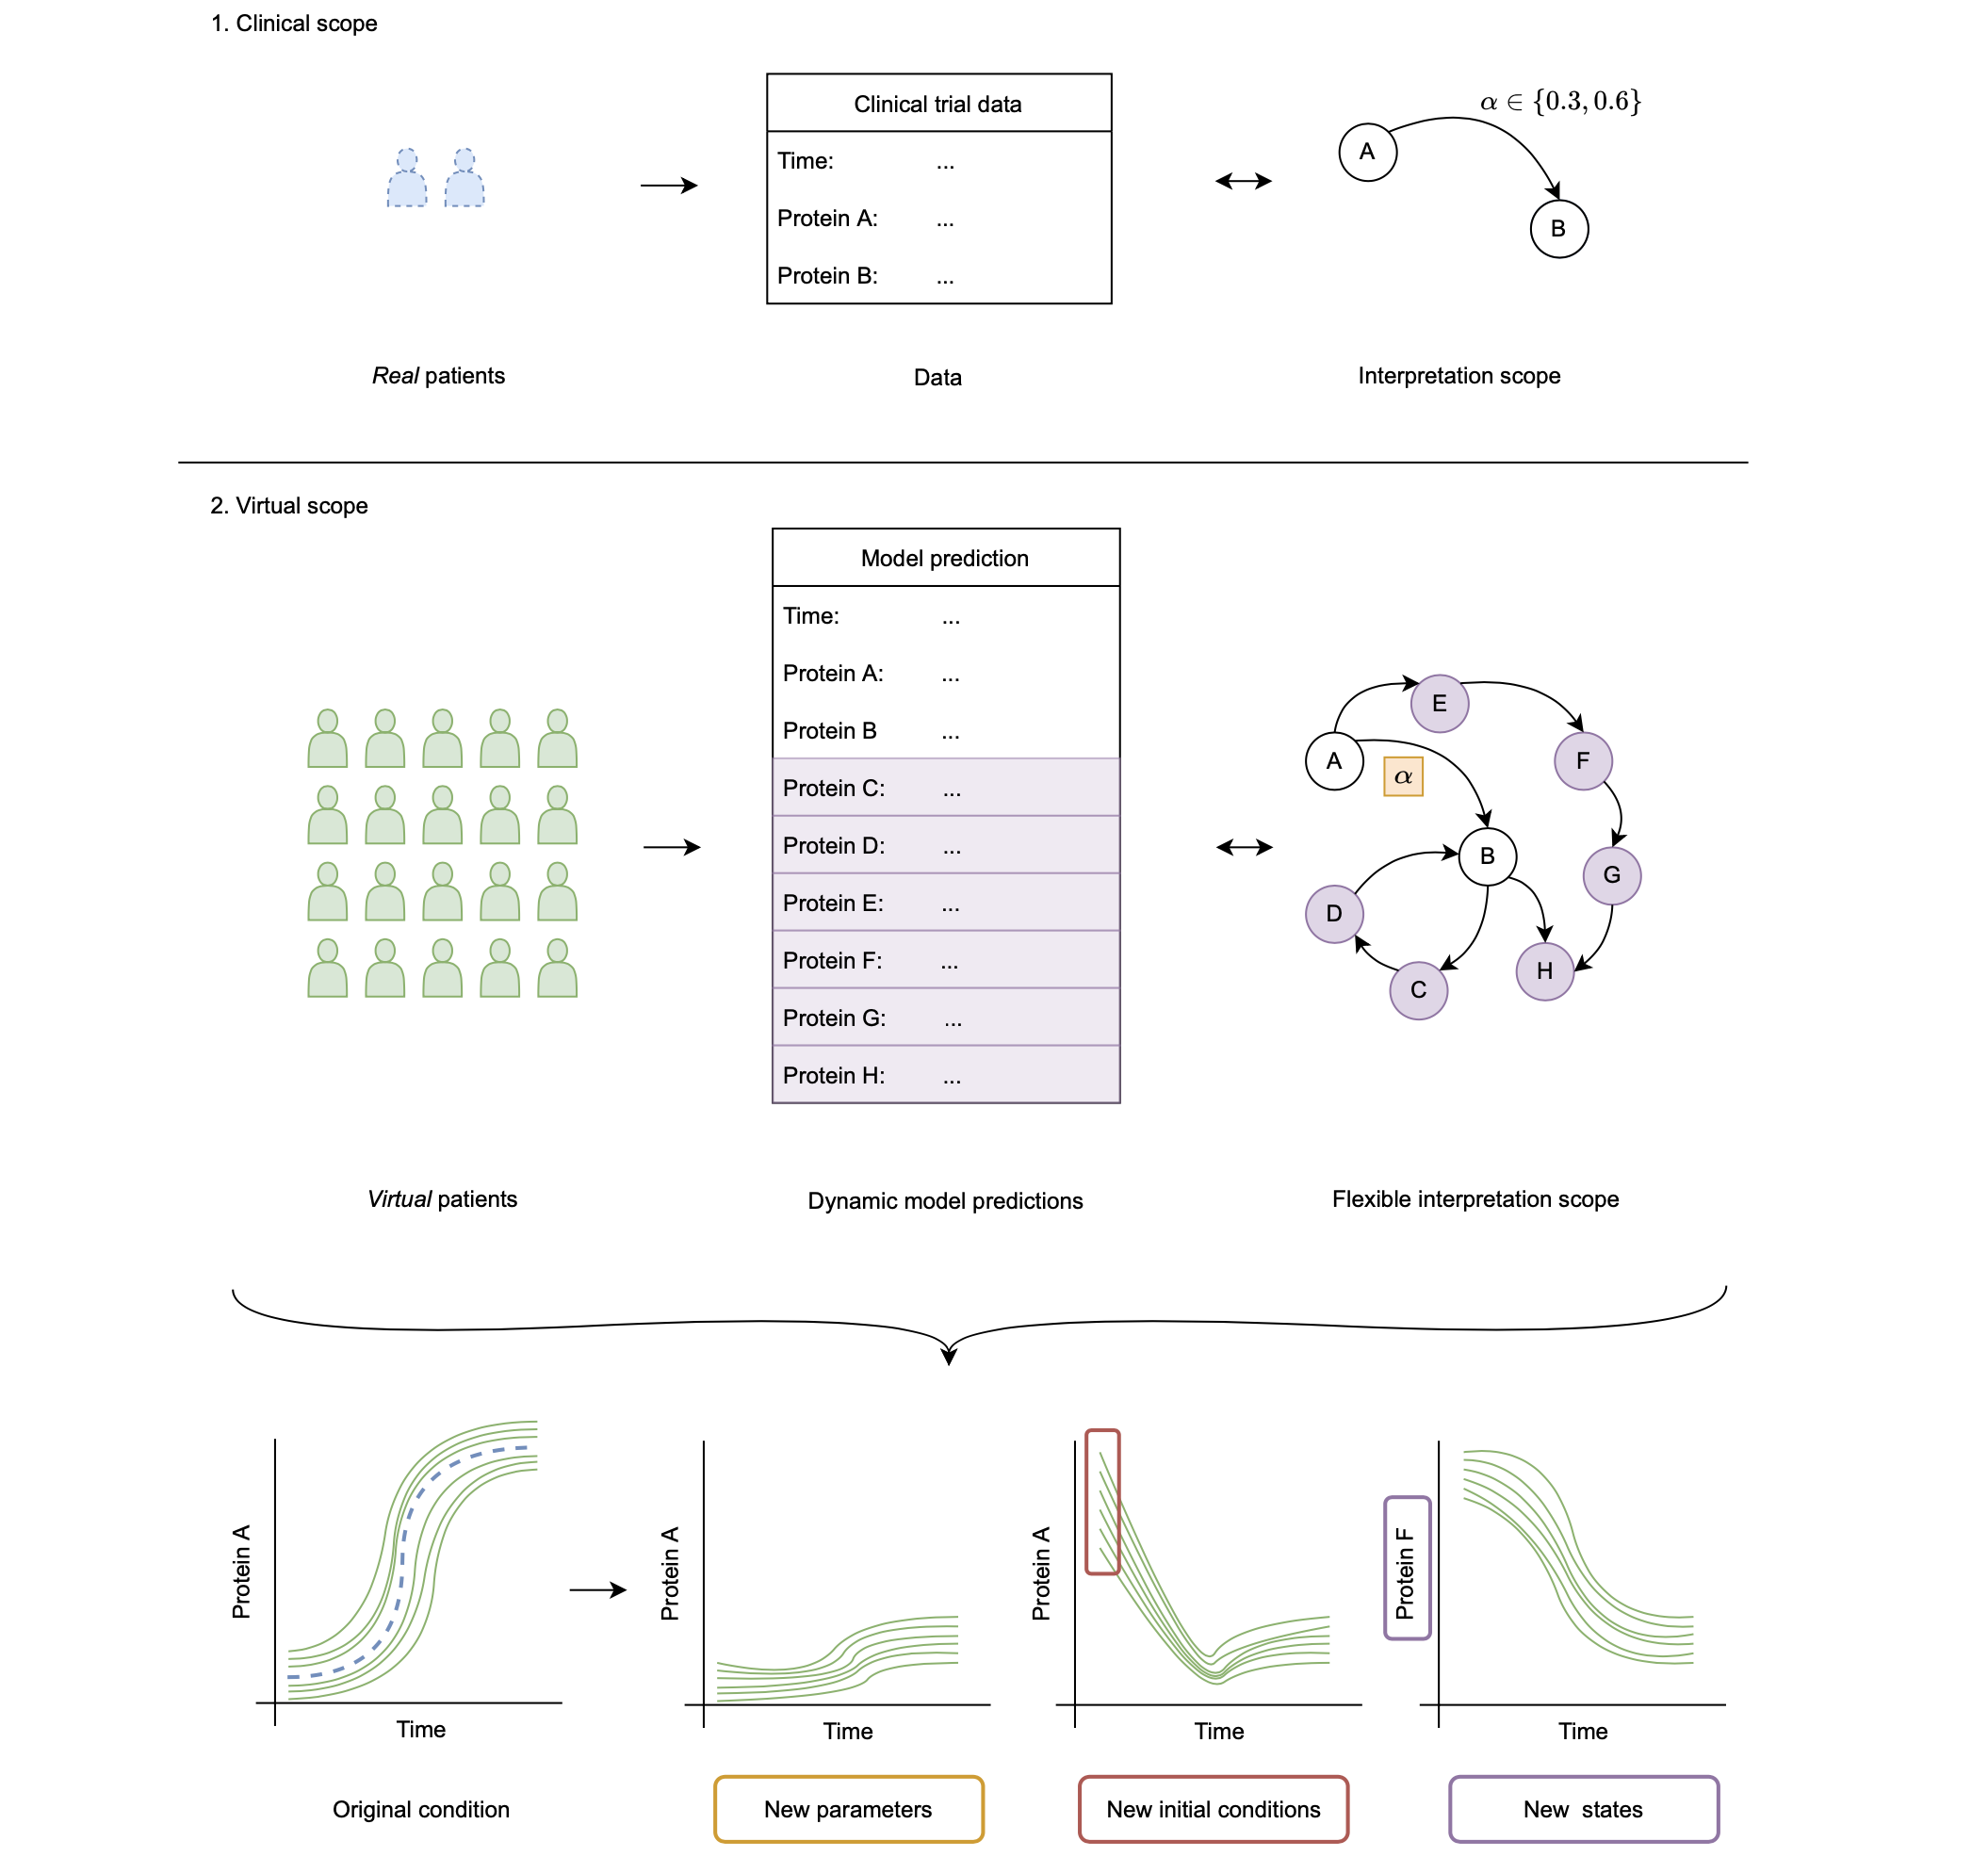 1. Clinical scope
Clinical trial data
Time: ...
Protein A: ...
Protein B: ...
α ∈ {0.3, 0.6}
A
B
Real patients
Data
Interpretation scope
2. Virtual scope
Model prediction
Time: ...
Protein A: ...
Protein B ...
Protein C: ...
Protein D: ...
Protein E: ...
Protein F: ...
Protein G: ...
Protein H: ...
E
A
F
α
B
G
D
H
C
Virtual patients
Dynamic model predictions
Flexible interpretation scope
Protein A
Time
Protein A
Time
Protein A
Time
Protein F
Time
Original condition
New parameters
New initial conditions
New states